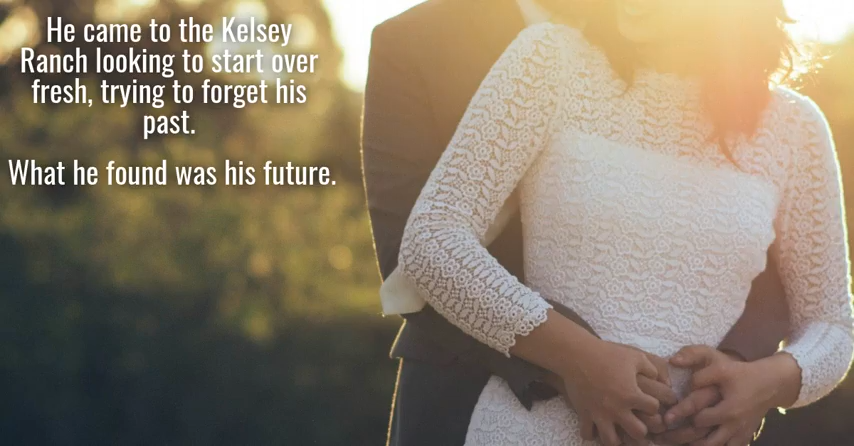 He came to the Kelsey
Ranch looking to start over
fresh, trying to forget his
past.
What he found was his future.